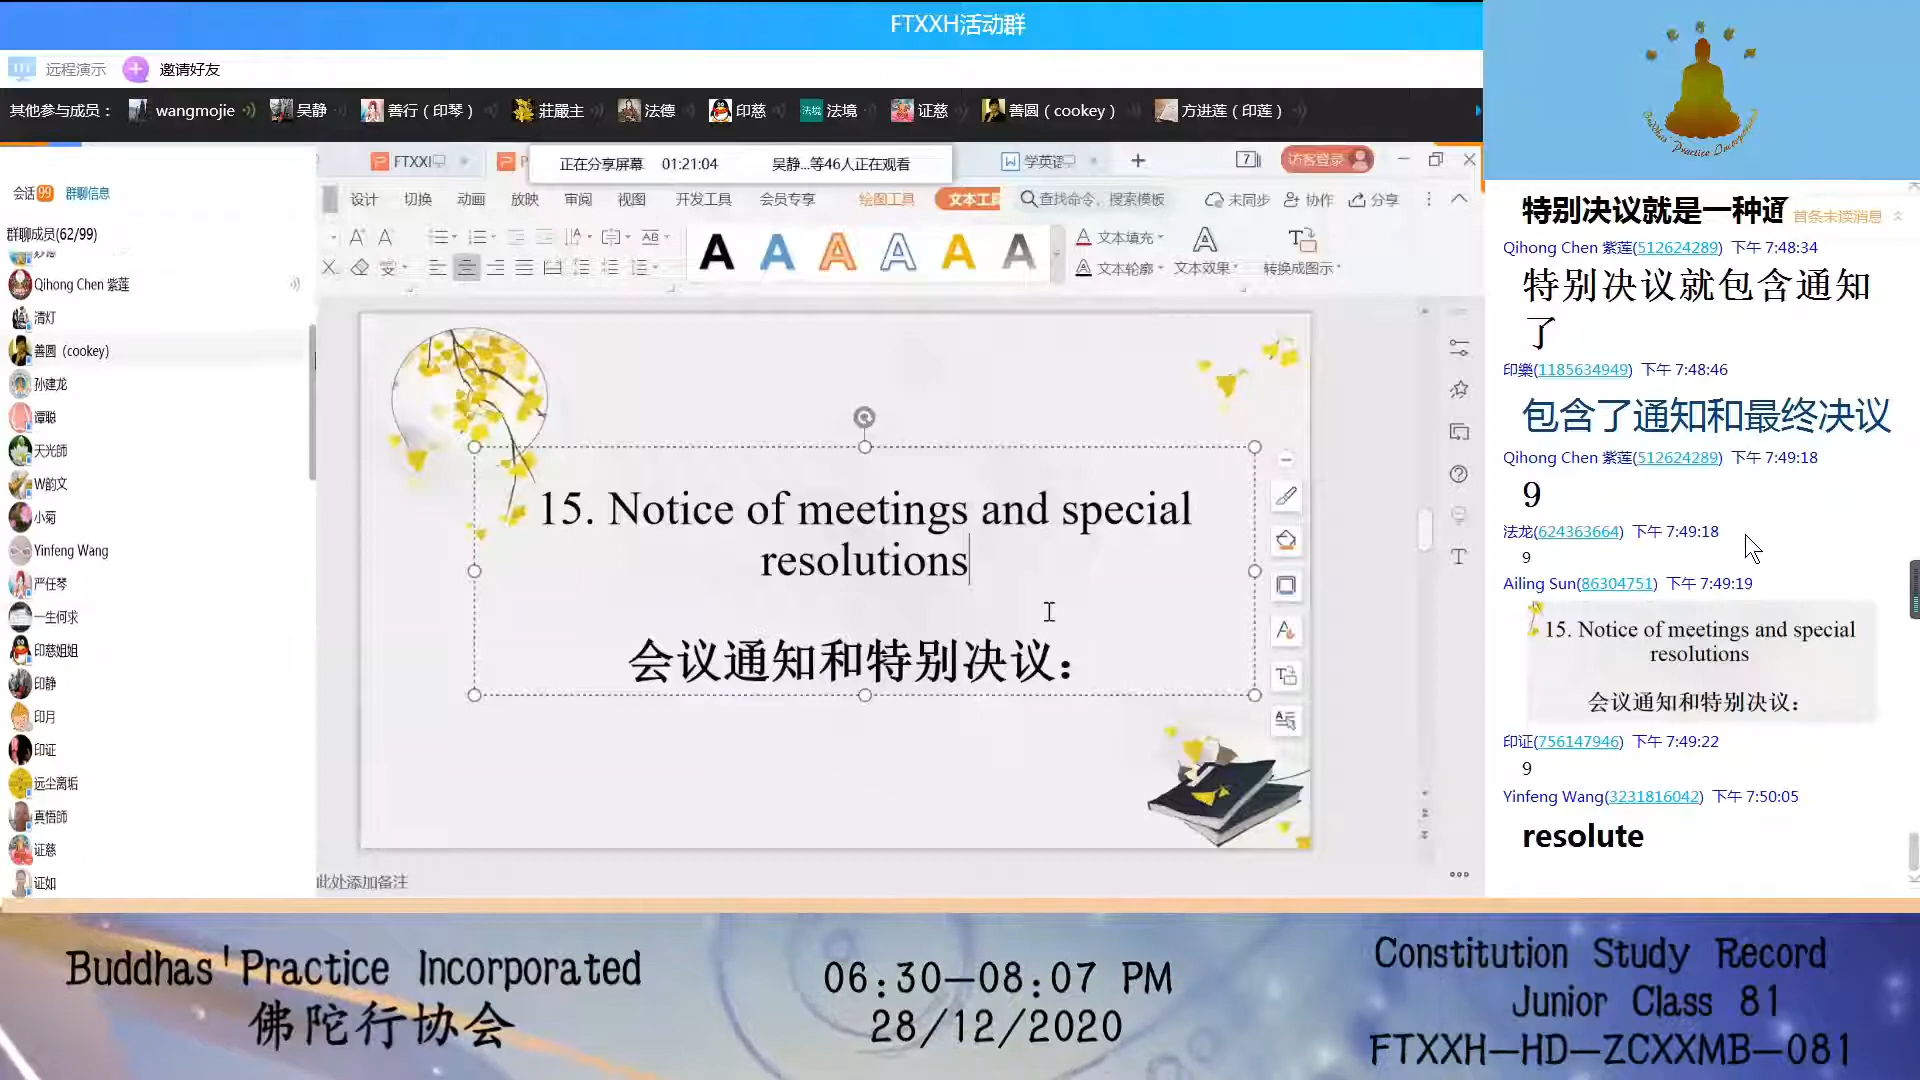 FTXXH活动群
远程演示
邀请好友
其他参与成员：
wangmojie
吴静
善行（印琴）
莊嚴主
法德
印慈
法境
证慈
善圆（cookey）
方进莲（印莲）
会话99
群聊信息
群聊成员(62/99)
Qihong Chen 紫莲
清灯
善圆（cookey）
孙建龙
谭聪
天光師
W韵文
小菊
Yinfeng Wang
严任琴
一生何求
印慈姐姐
印静
印月
印证
远尘离垢
真悟師
证慈
证如
FTXXI
正在分享屏幕
01:21:04
吴静...等46人正在观看
学英语
访客登录
设计
切换
动画
放映
审阅
视图
开发工具
会员专享
绘图工具
文本工具
查找命令、搜索模板
未同步
协作
分享
A A A A A A
文本填充
文本轮廓
文本效果
转换成图示
15. Notice of meetings and special
resolutions
会议通知和特别决议：
此处添加备注
Buddhas' Practice Incorporated
特别决议就是一种通
首条未读消息
Qihong Chen 紫莲(512624289) 下午 7:48:34
特别决议就包含通知
了
印樂(1185634949) 下午 7:48:46
包含了通知和最终决议
Qihong Chen 紫莲(512624289) 下午 7:49:18
9
法龙(624363664) 下午 7:49:18
9
Ailing Sun(86304751) 下午 7:49:19
15. Notice of meetings and special
resolutions
会议通知和特别决议：
印证(756147946) 下午 7:49:22
9
Yinfeng Wang(3231816042) 下午 7:50:05
resolute
Buddhas'Practice Incorporated
佛陀行协会
06:30—08:07 PM
28/12/2020
Constitution Study Record
Junior Class 81
FTXXH—HD—ZCXXMB—081